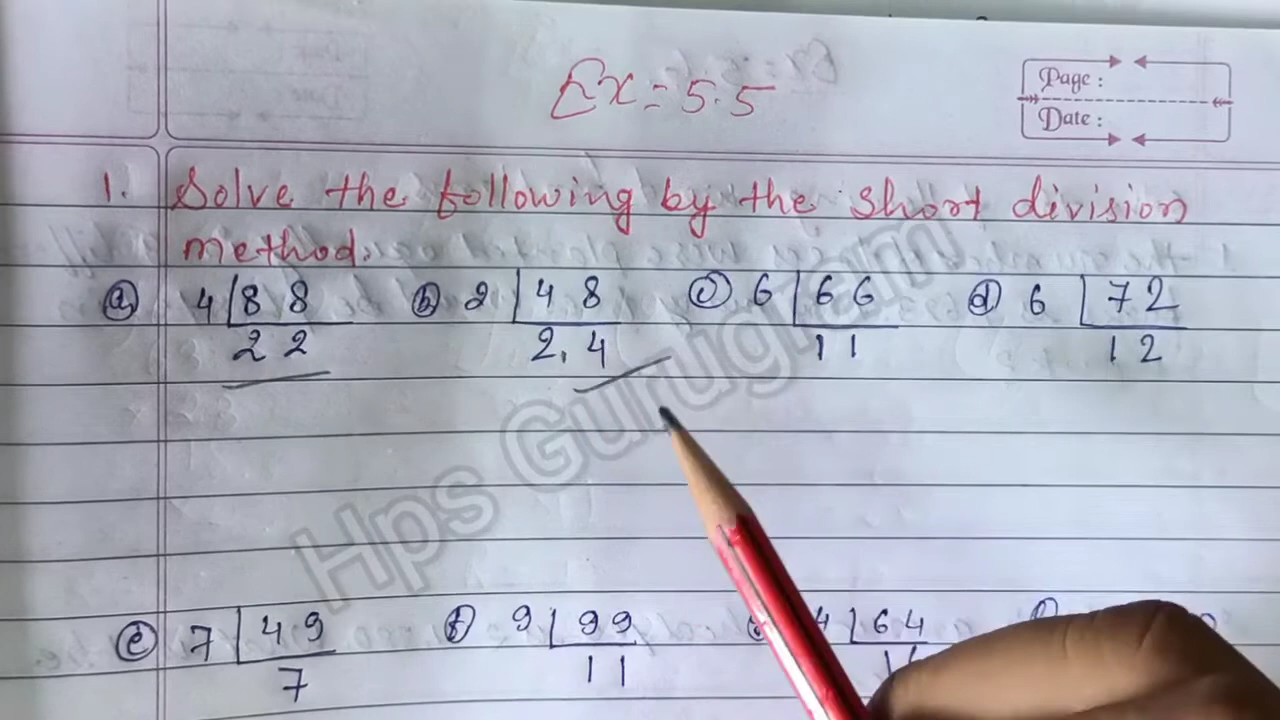 Ex = 5.5
Page :
Date :
1. Solve the following by the short division
method.
(a) 4 | 8 8 (b) 2 | 4 8 (c) 6 | 6 6 (d) 6 | 7 2
2 2 2, 4 1 1 1 2
Hps Gurugram
(e) 7 | 4 9 (f) 9 | 9 9 4 | 6 4
7 1 1 1 6